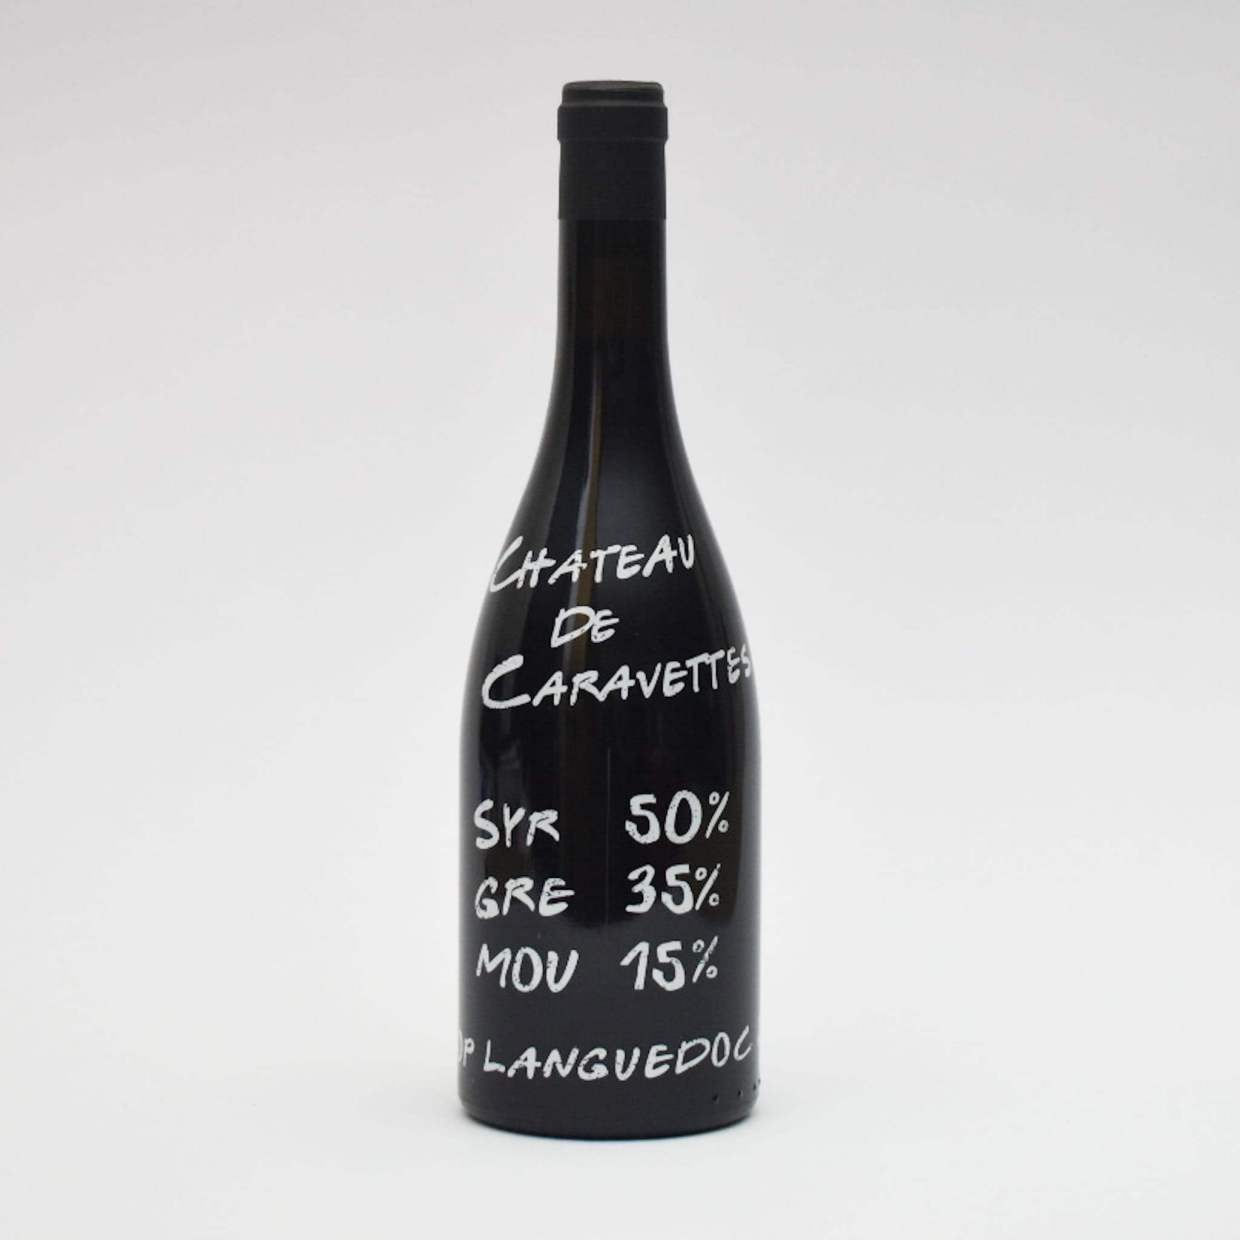 CHATEAU
DE
CARAVETTES
SYR 50%
GRE 35%
MOU 15%
OP LANGUEDOC